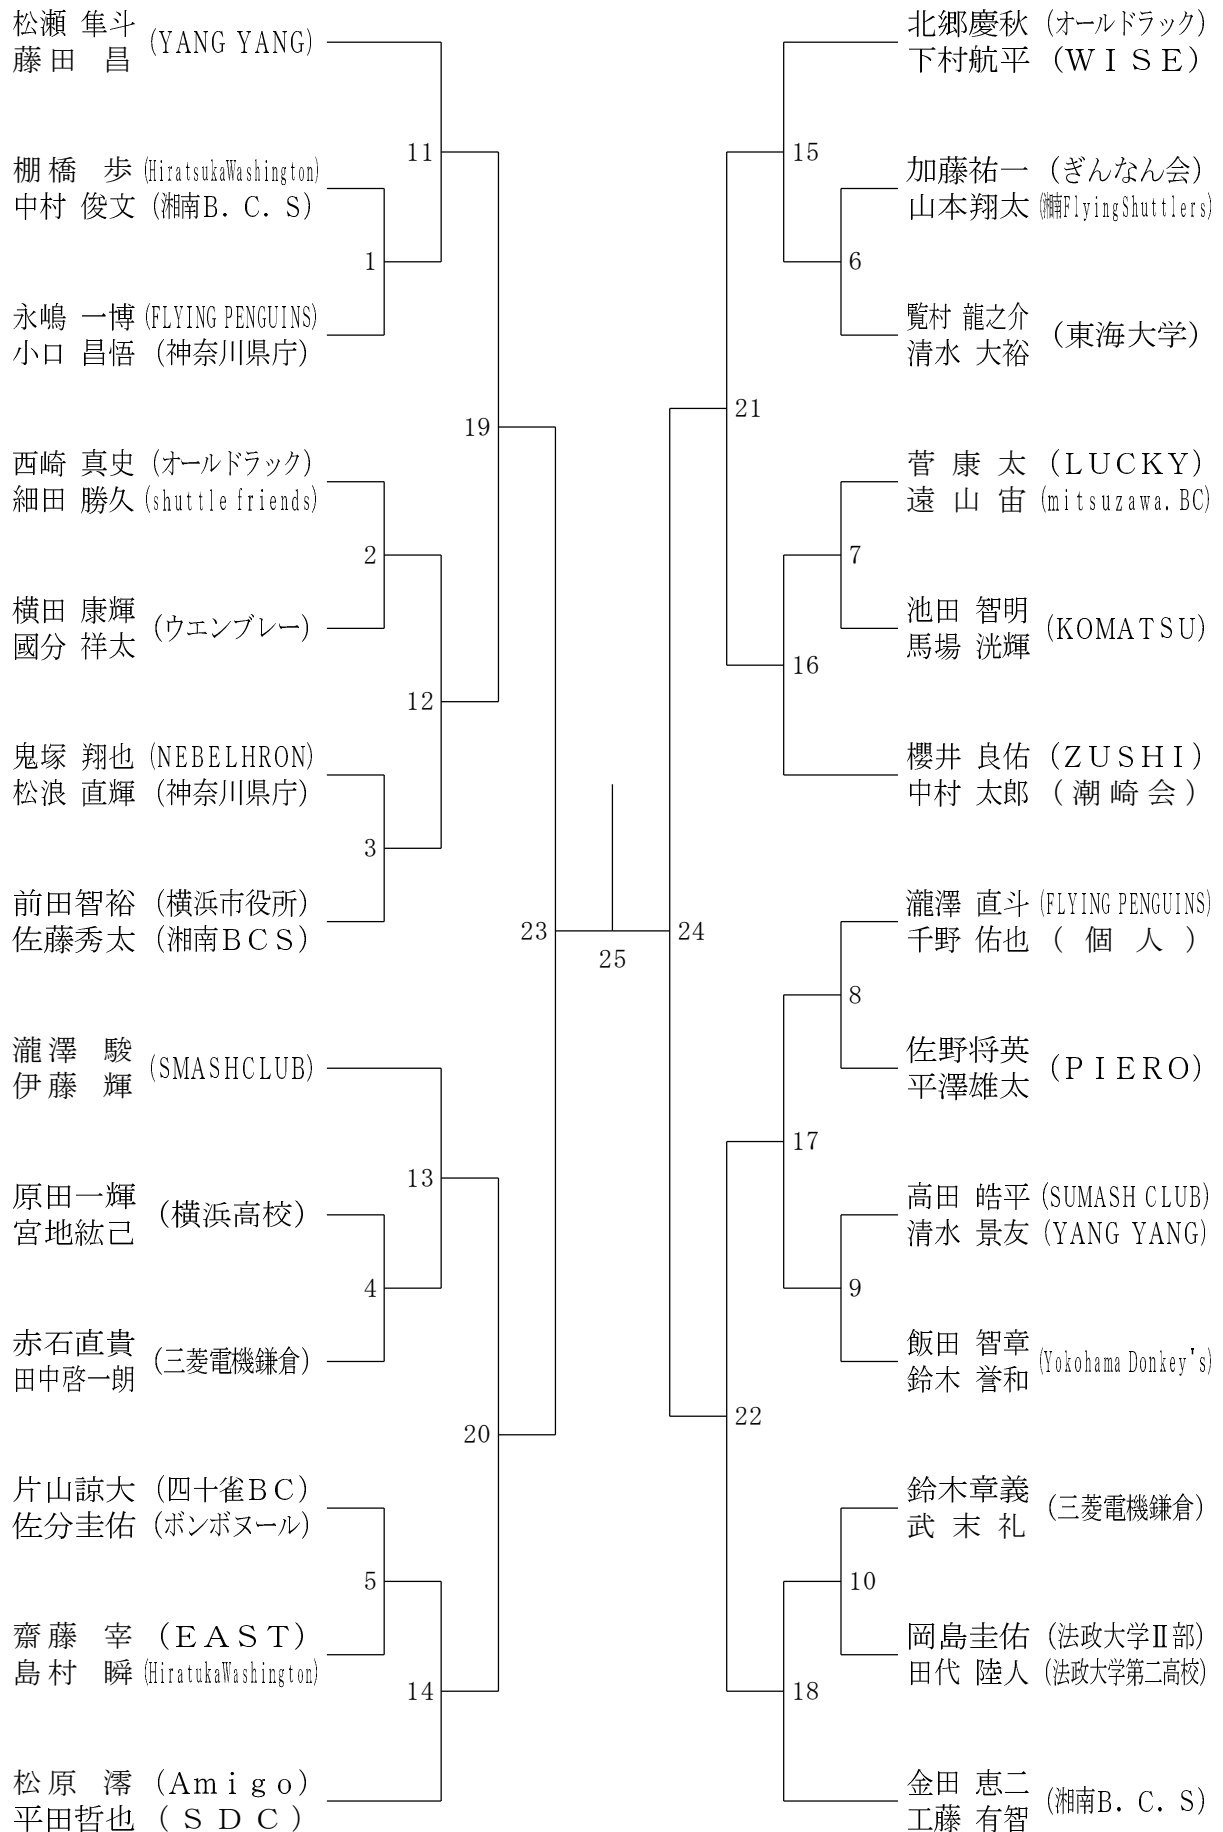 松瀬 隼斗 (YANG YANG)
藤田 昌
棚橋 歩 (HiratsukaWashington)
中村 俊文 (湘南B.C.S)
永嶋 一博 (FLYING PENGUINS)
小口 昌悟 (神奈川県庁)
西崎 真史 (オールドラック)
細田 勝久 (shuttle friends)
横田 康輝 (ウエンブレー)
國分 祥太
鬼塚 翔也 (NEBELHRON)
松浪 直輝 (神奈川県庁)
前田智裕 (横浜市役所)
佐藤秀太 (湘南BCS)
瀧澤 駿 (SMASHCLUB)
伊藤 輝
原田一輝 (横浜高校)
宮地紘己
赤石直貴 (三菱電機鎌倉)
田中啓一朗
片山諒大 (四十雀BC)
佐分圭佑 (ボンボヌール)
齋藤 宰 (EAST)
島村 瞬 (HiratukaWashington)
松原 澪 (Amigo)
平田哲也 (SDC)
1
2
3
4
5
11
12
13
14
19
20
23
25
24
21
22
15
16
17
18
6
7
8
9
10
北郷慶秋 (オールドラック)
下村航平 (WISE)
加藤祐一 (ぎんなん会)
山本翔太 (湘南FlyingShuttlers)
覧村 龍之介 (東海大学)
清水 大裕
菅 康太 (LUCKY)
遠山宙 (mitsuzawa.BC)
池田 智明 (KOMATSU)
馬場 洸輝
櫻井 良佑 (ZUSHI)
中村 太郎 (潮崎会)
瀧澤 直斗 (FLYING PENGUINS)
千野 佑也 (個人)
佐野将英 (PIERO)
平澤雄太
高田 皓平 (SUMASH CLUB)
清水 景友 (YANG YANG)
飯田 智章 (Yokohama Donkey's)
鈴木 誉和
鈴木章義 (三菱電機鎌倉)
武末礼
岡島圭佑 (法政大学Ⅱ部)
田代 陸人 (法政大学第二高校)
金田 恵二 (湘南B.C.S)
工藤 有智